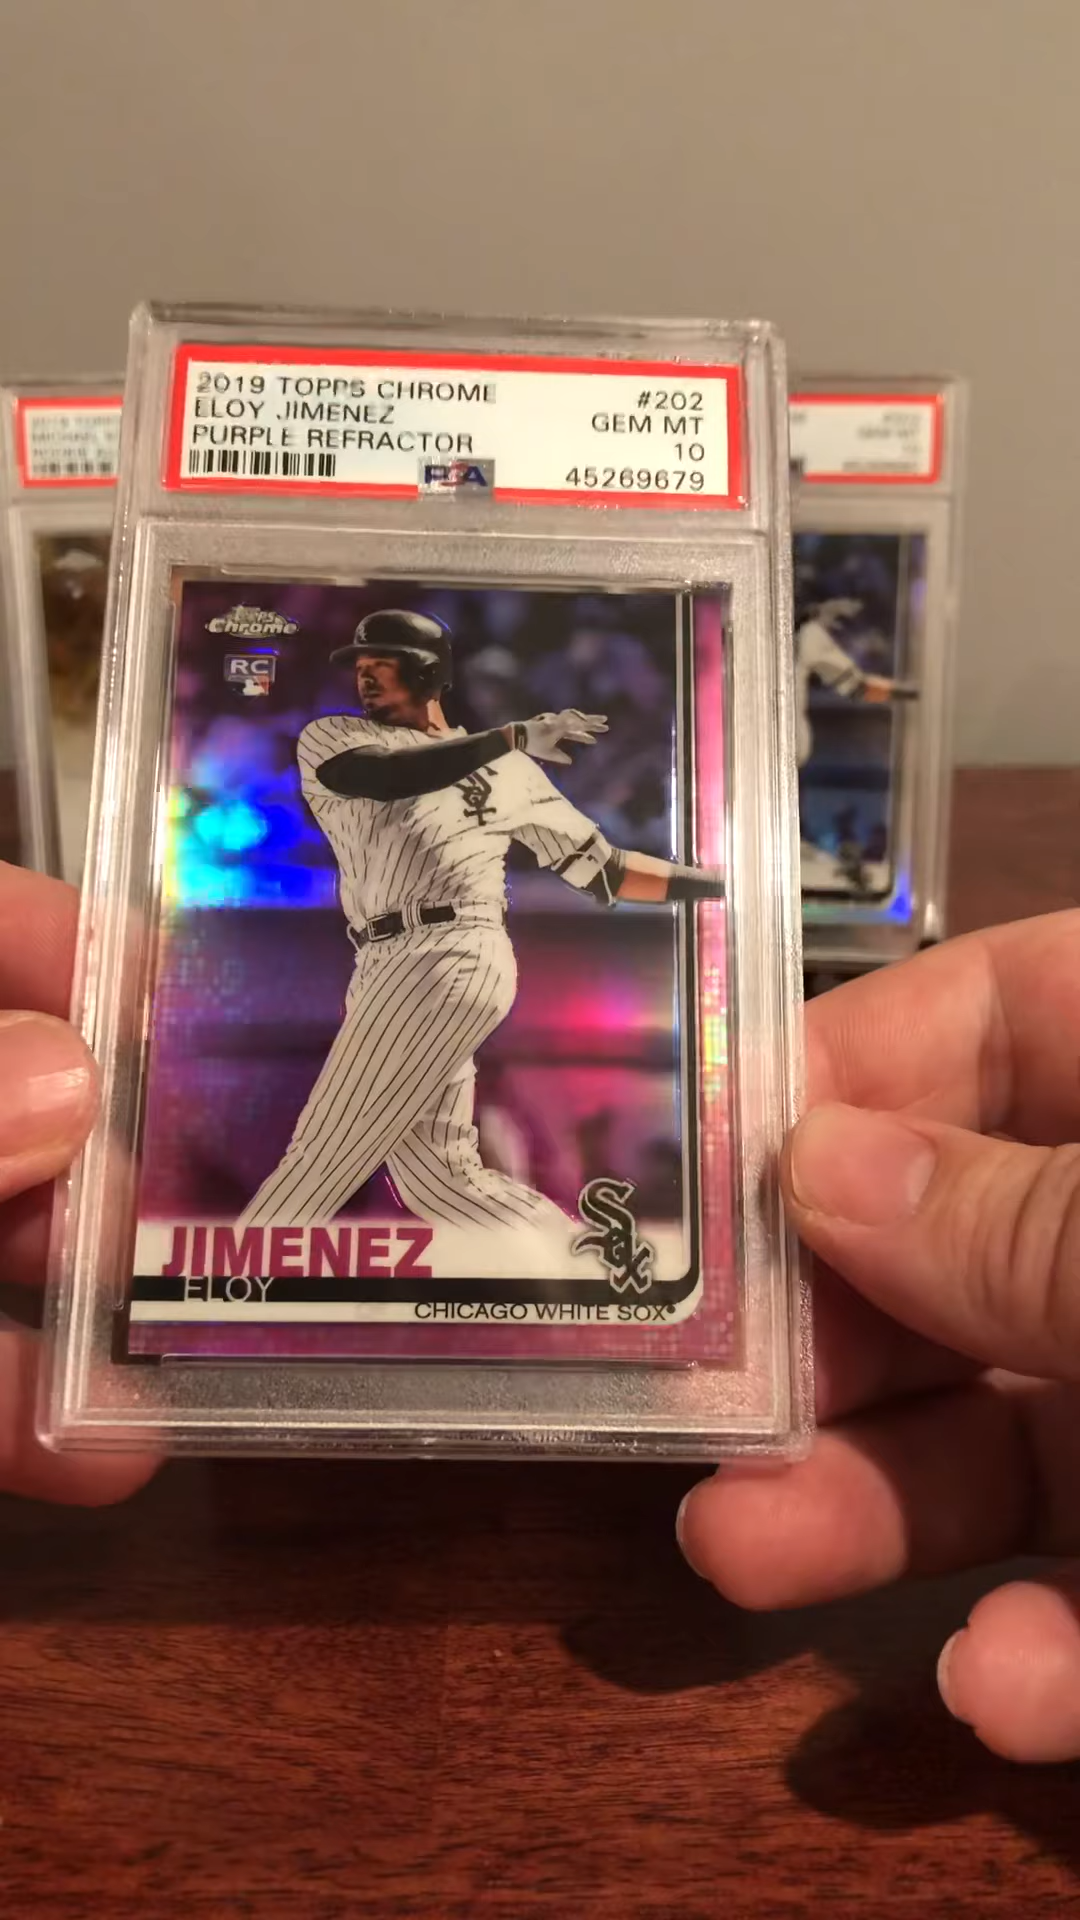 2019 TOPPS CHROME #202
ELOY JIMENEZ GEM MT
PURPLE REFRACTOR 10
PSA 45269679
Topps
Chrome
RC
Sox
JIMENEZ
ELOY
Sox
CHICAGO WHITE SOX